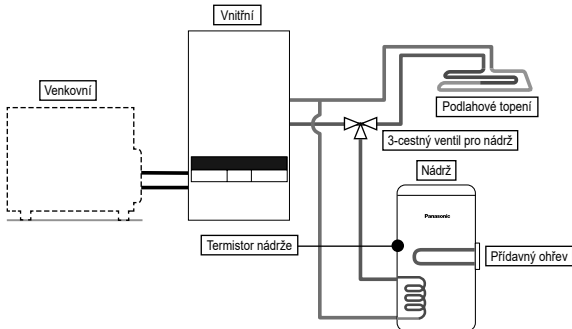 Vnitřní
Venkovní
Podlahové topení
3-cestný ventil pro nádrž
Nádrž
Panasonic
Termistor nádrže
Přídavný ohřev